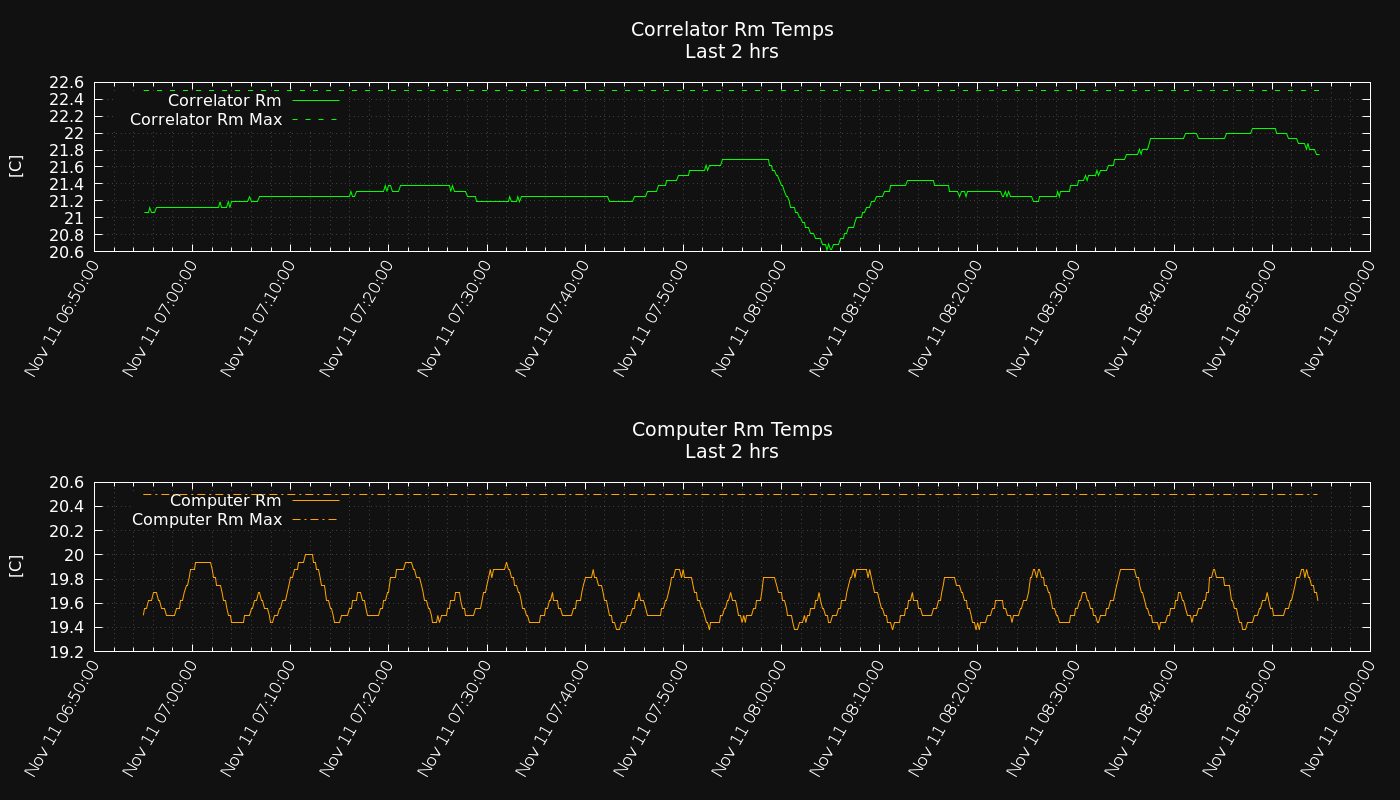 Correlator Rm Temps
Last 2 hrs
22.6
22.4
22.2
22
21.8
21.6
21.4
21.2
21
20.8
20.6
[C]
Correlator Rm
Correlator Rm Max
Nov 11 06:50:00
Nov 11 07:00:00
Nov 11 07:10:00
Nov 11 07:20:00
Nov 11 07:30:00
Nov 11 07:40:00
Nov 11 07:50:00
Nov 11 08:00:00
Nov 11 08:10:00
Nov 11 08:20:00
Nov 11 08:30:00
Nov 11 08:40:00
Nov 11 08:50:00
Nov 11 09:00:00
Computer Rm Temps
Last 2 hrs
20.6
20.4
20.2
20
19.8
19.6
19.4
19.2
[C]
Computer Rm
Computer Rm Max
Nov 11 06:50:00
Nov 11 07:00:00
Nov 11 07:10:00
Nov 11 07:20:00
Nov 11 07:30:00
Nov 11 07:40:00
Nov 11 07:50:00
Nov 11 08:00:00
Nov 11 08:10:00
Nov 11 08:20:00
Nov 11 08:30:00
Nov 11 08:40:00
Nov 11 08:50:00
Nov 11 09:00:00